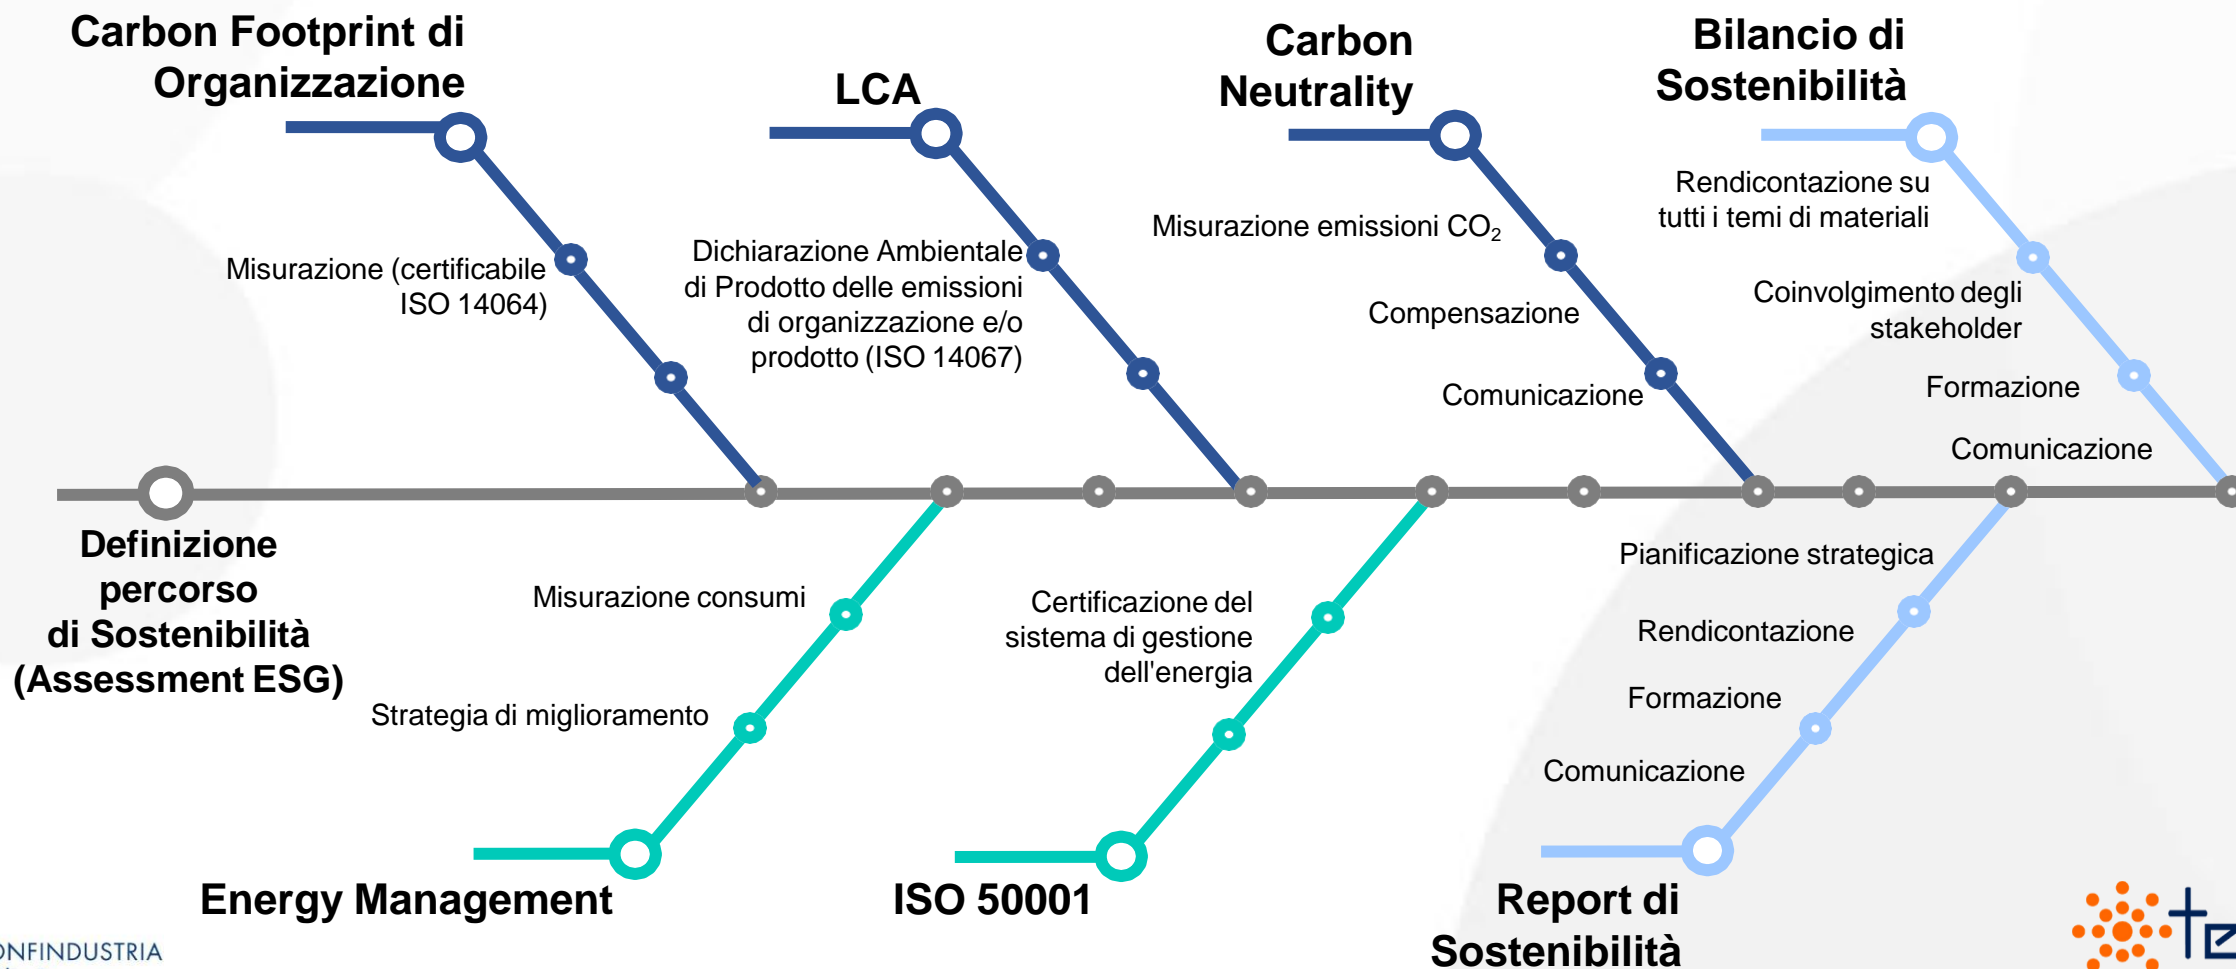 Carbon Footprint di
Organizzazione
LCA
Carbon
Neutrality
Bilancio di
Sostenibilità
Misurazione (certificabile
ISO 14064)
Dichiarazione Ambientale
di Prodotto delle emissioni
di organizzazione e/o
prodotto (ISO 14067)
Misurazione emissioni CO₂
Compensazione
Comunicazione
Rendicontazione su
tutti i temi di materiali
Coinvolgimento degli
stakeholder
Formazione
Comunicazione
Definizione
percorso
di Sostenibilità
(Assessment ESG)
Misurazione consumi
Strategia di miglioramento
Energy Management
Certificazione del
sistema di gestione
dell'energia
ISO 50001
Pianificazione strategica
Rendicontazione
Formazione
Comunicazione
Report di
Sostenibilità
ONFINDUSTRIA